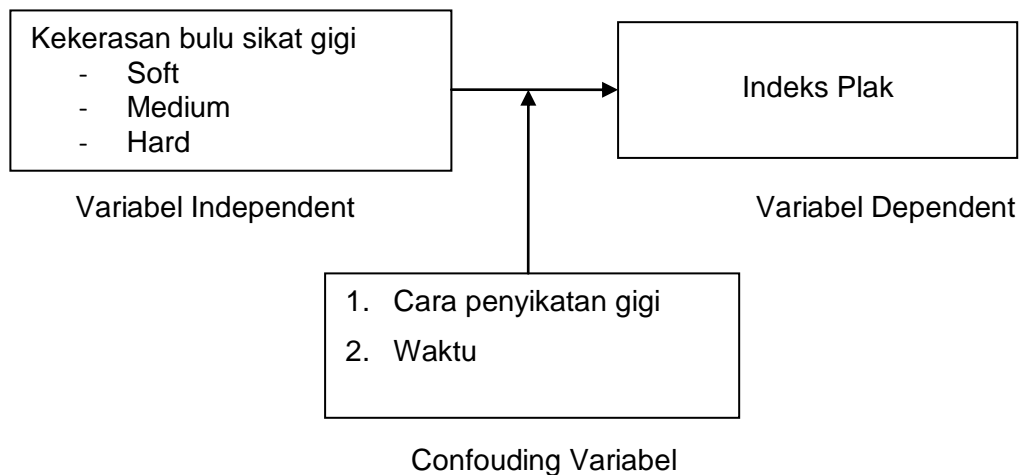 Kekerasan bulu sikat gigi
- Soft
- Medium
- Hard
Indeks Plak
Variabel Independent
Variabel Dependent
1. Cara penyikatan gigi
2. Waktu
Confouding Variabel